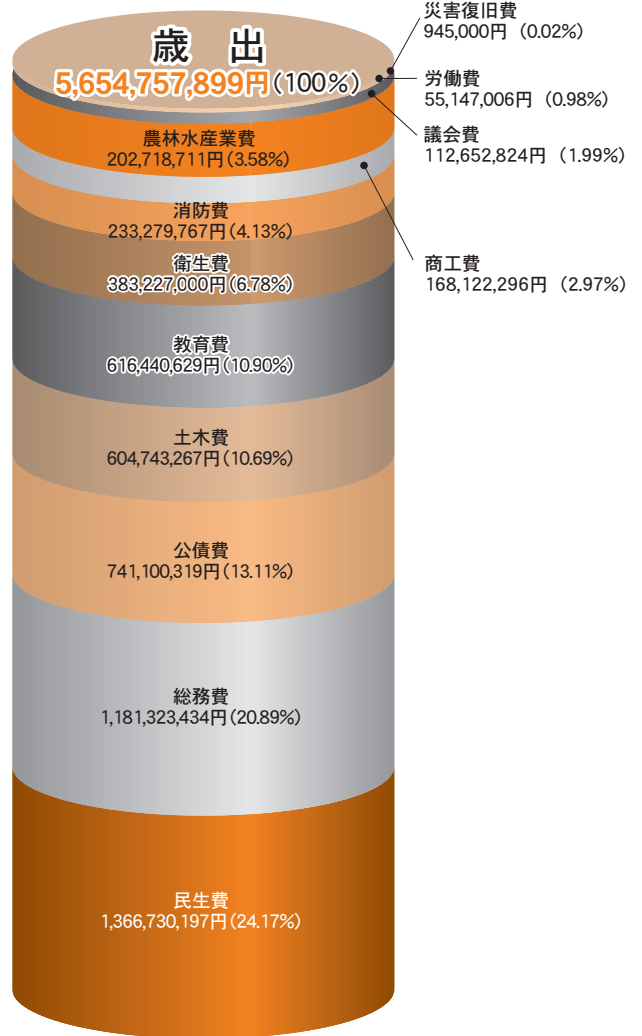 歳 出
5,654,757,899円(100%)
災害復旧費
945,000円 (0.02%)
労働費
55,147,006円 (0.98%)
議会費
112,652,824円 (1.99%)
農林水産業費
202,718,711円(3.58%)
商工費
168,122,296円 (2.97%)
消防費
233,279,767円(4.13%)
衛生費
383,227,000円(6.78%)
教育費
616,440,629円(10.90%)
土木費
604,743,267円(10.69%)
公債費
741,100,319円(13.11%)
総務費
1,181,323,434円(20.89%)
民生費
1,366,730,197円(24.17%)